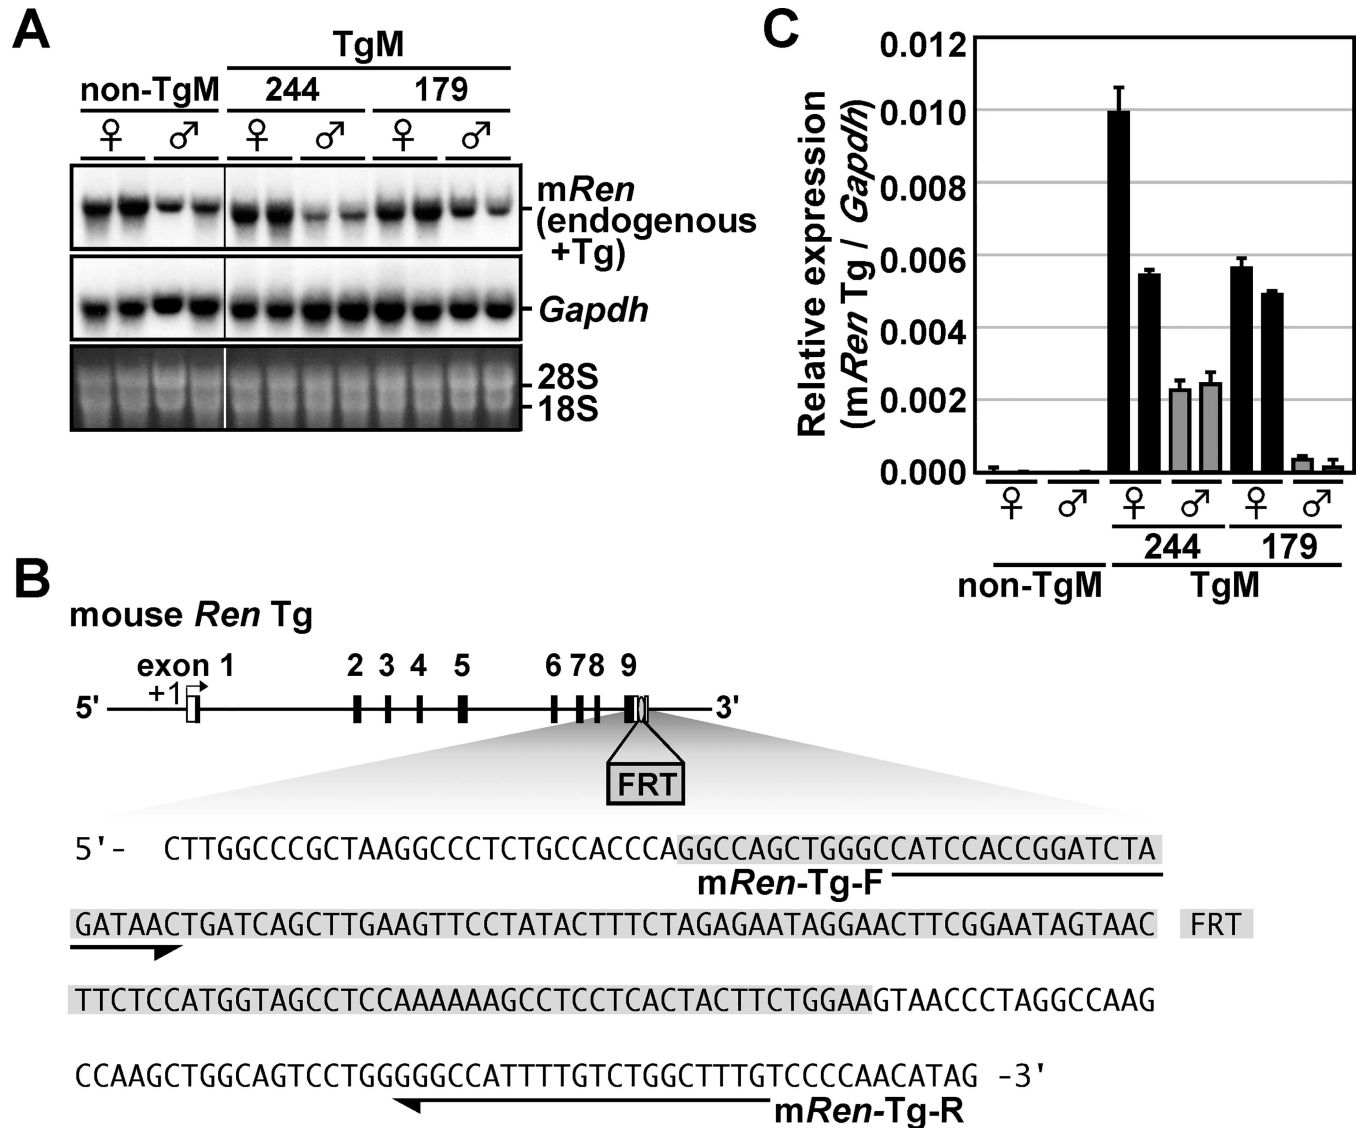 A
TgM
non-TgM 244 179
♀ ♂ ♀ ♂ ♀ ♂
mRen
(endogenous
+Tg)
Gapdh
28S
18S
C
Relative expression
(mRen Tg / Gapdh)
0.012
0.010
0.008
0.006
0.004
0.002
0.000
♀ ♂ ♀ ♂ ♀ ♂
244 179
non-TgM TgM
B
mouse Ren Tg
exon 1 2 3 4 5 6 7 8 9
+1
5' 3'
FRT
5'- CTTGGCCCGCTAAGGCCCTCTGCCACCCAGGCCAGCTGGGCCATCCACCGGATCTA
mRen-Tg-F
GATAACTGATCAGCTTGAAGTTCCTATACTTTCTAGAGAATAGGAACTTCGGAATAGTAAC FRT
TTCTCCATGGTAGCCTCCAAAAAAGCCTCCTCACTACTTCTGGAAGTAACCCTAGGCCAAG
CCAAGCTGGCAGTCCTGGGGGCCATTTTGTCTGGCTTTGTCCCCAACATAG -3'
mRen-Tg-R